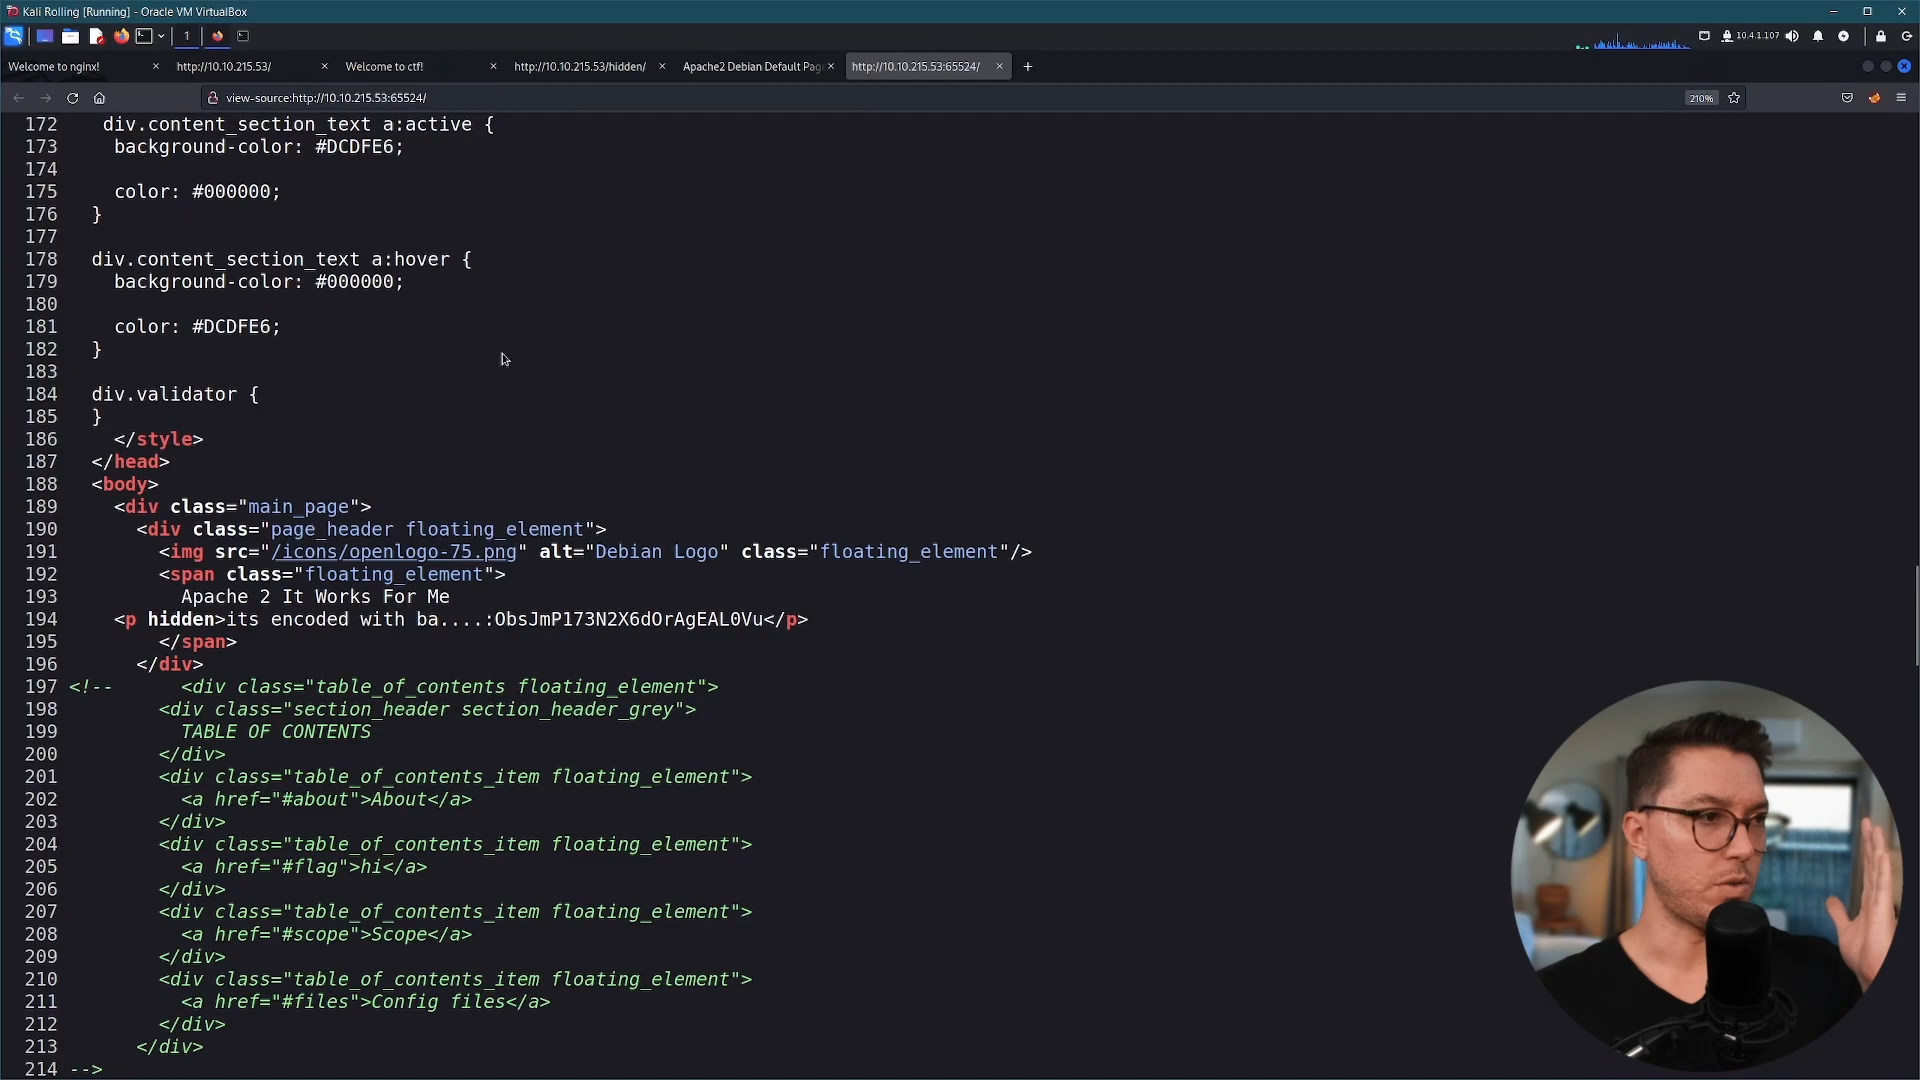 Kali Rolling [Running] - Oracle VM VirtualBox
1
10.4.1.107
Welcome to nginx!
http://10.10.215.53/
Welcome to ctf!
http://10.10.215.53/hidden/
Apache2 Debian Default Pag
http://10.10.215.53:65524/
view-source:http://10.10.215.53:65524/
210%
172 div.content_section_text a:active {
173 background-color: #DCDFE6;
174
175 color: #000000;
176 }
177
178 div.content_section_text a:hover {
179 background-color: #000000;
180
181 color: #DCDFE6;
182 }
183
184 div.validator {
185 }
186 </style>
187 </head>
188 <body>
189 <div class="main_page">
190 <div class="page_header floating_element">
191 <img src="/icons/openlogo-75.png" alt="Debian Logo" class="floating_element"/>
192 <span class="floating_element">
193 Apache 2 It Works For Me
194 <p hidden>its encoded with ba....:ObsJmP173N2X6dOrAgEAL0Vu</p>
195 </span>
196 </div>
197 <!-- <div class="table_of_contents floating_element">
198 <div class="section_header section_header_grey">
199 TABLE OF CONTENTS
200 </div>
201 <div class="table_of_contents_item floating_element">
202 <a href="#about">About</a>
203 </div>
204 <div class="table_of_contents_item floating_element">
205 <a href="#flag">hi</a>
206 </div>
207 <div class="table_of_contents_item floating_element">
208 <a href="#scope">Scope</a>
209 </div>
210 <div class="table_of_contents_item floating_element">
211 <a href="#files">Config files</a>
212 </div>
213 </div>
214 -->